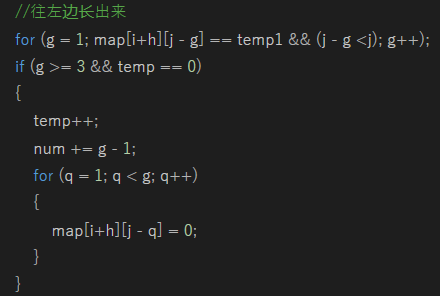 //往左边长出来
for (g = 1; map[i+h][j - g] == temp1 && (j - g <j); g++);
if (g >= 3 && temp == 0)
{
temp++;
num += g - 1;
for (q = 1; q < g; q++)
{
map[i+h][j - q] = 0;
}
}